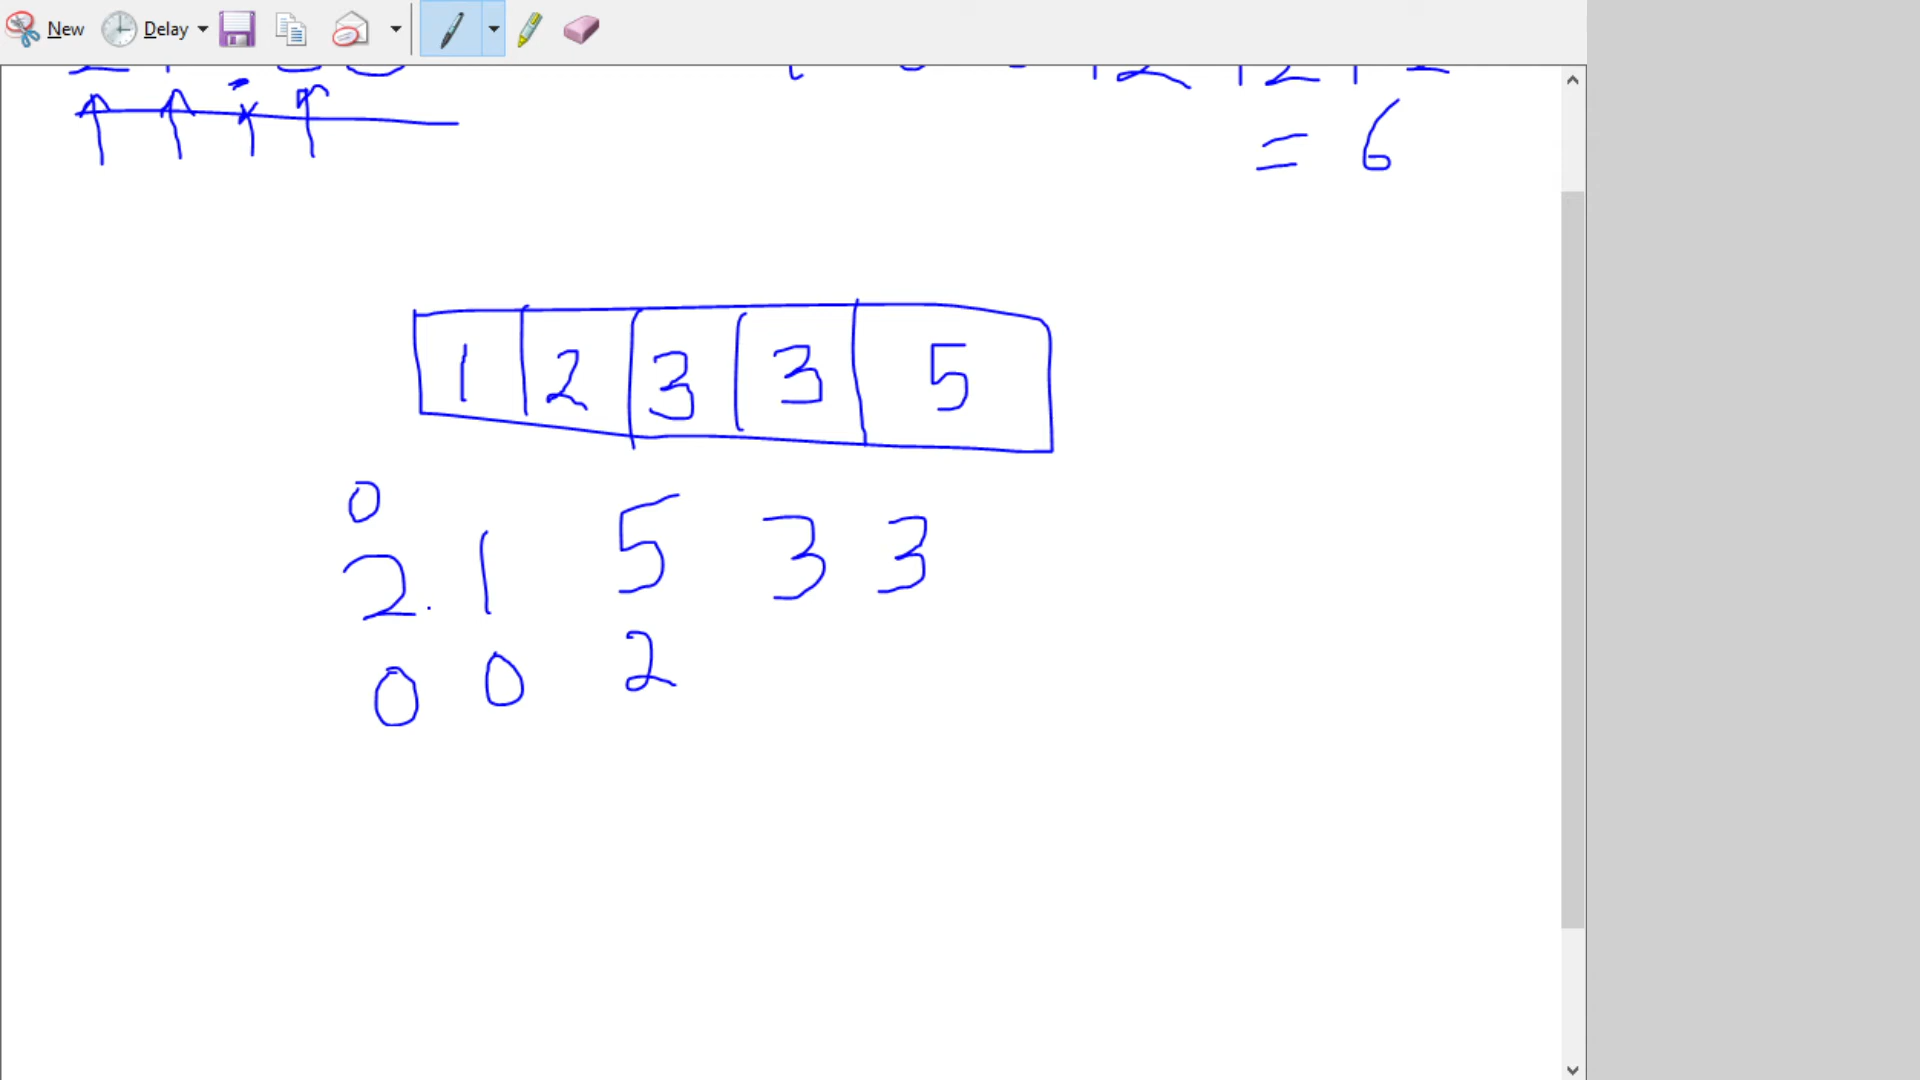 New Delay
= 6
1 2 3 3 5
0
2. 1 5 3 3
0 0 2